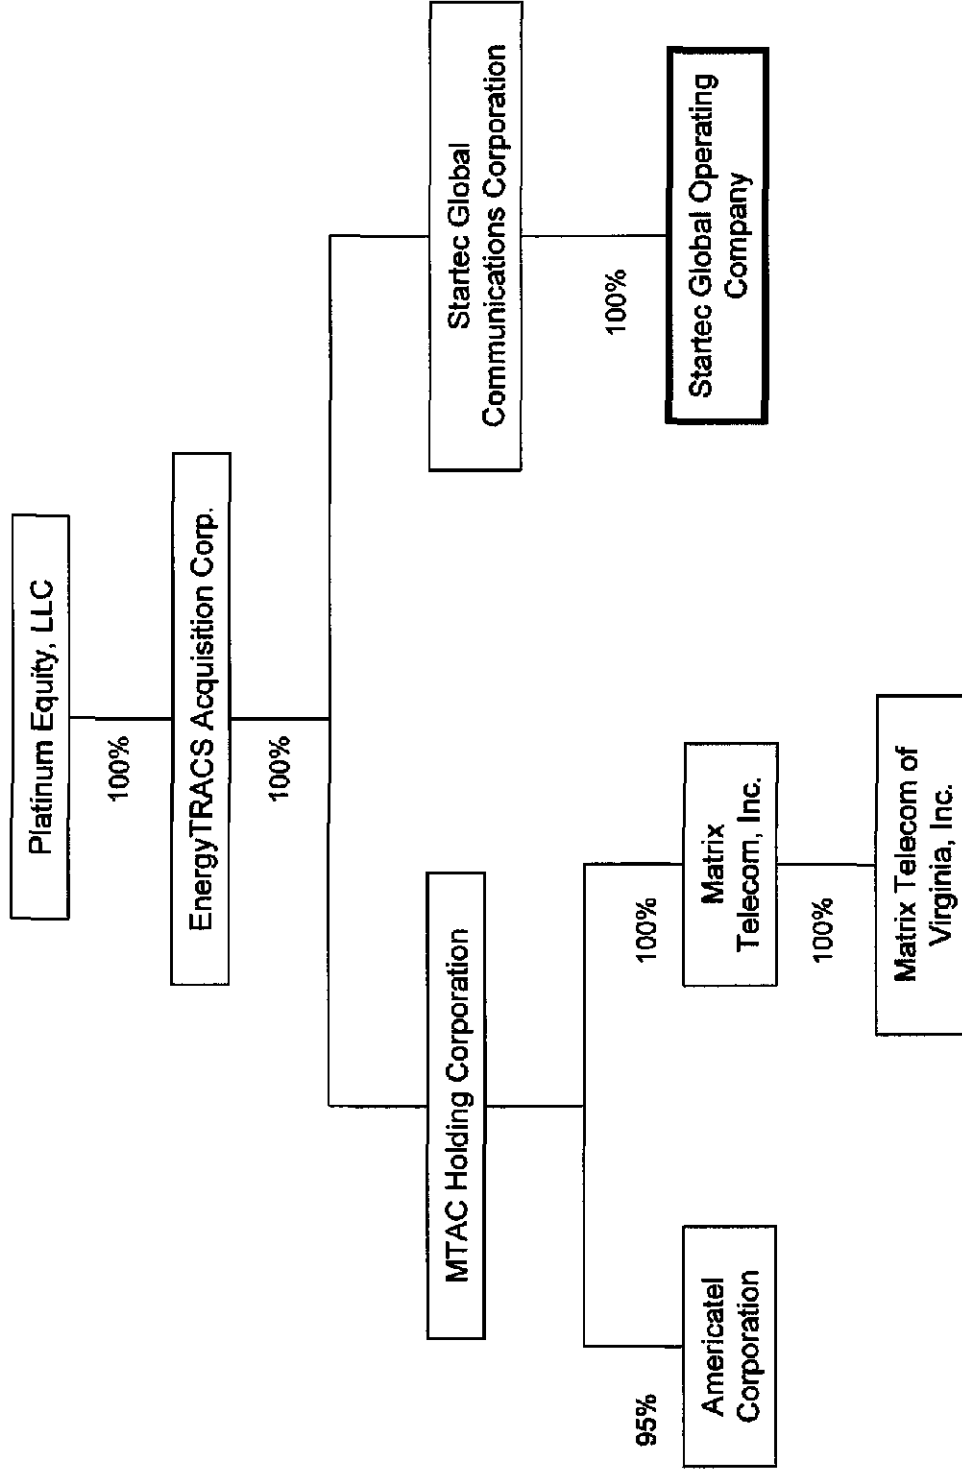 Platinum Equity, LLC
100%
EnergyTRACS Acquisition Corp.
100%
MTAC Holding Corporation
Startec Global
Communications Corporation
95%
100%
100%
Americatel
Corporation
Matrix
Telecom, Inc.
Startec Global Operating
Company
100%
Matrix Telecom of
Virginia, Inc.